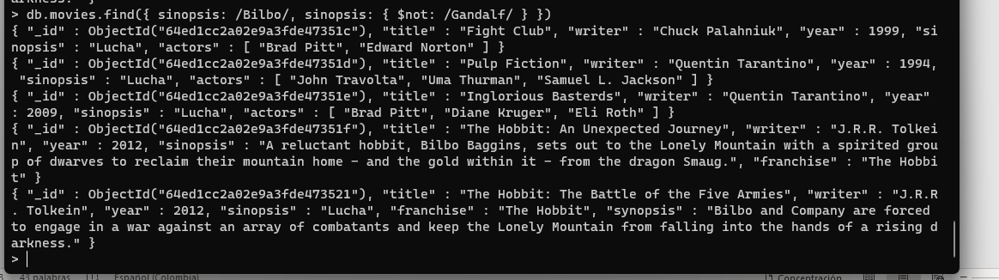 > db.movies.find({ sinopsis: /Bilbo/, sinopsis: { $not: /Gandalf/ } })
{ "_id" : ObjectId("64ed1cc2a02e9a3fde47351c"), "title" : "Fight Club", "writer" : "Chuck Palahniuk", "year" : 1999, "si
nopsis" : "Lucha", "actors" : [ "Brad Pitt", "Edward Norton" ] }
{ "_id" : ObjectId("64ed1cc2a02e9a3fde47351d"), "title" : "Pulp Fiction", "writer" : "Quentin Tarantino", "year" : 1994,
 "sinopsis" : "Lucha", "actors" : [ "John Travolta", "Uma Thurman", "Samuel L. Jackson" ] }
{ "_id" : ObjectId("64ed1cc2a02e9a3fde47351e"), "title" : "Inglorious Basterds", "writer" : "Quentin Tarantino", "year"
: 2009, "sinopsis" : "Lucha", "actors" : [ "Brad Pitt", "Diane Kruger", "Eli Roth" ] }
{ "_id" : ObjectId("64ed1cc2a02e9a3fde47351f"), "title" : "The Hobbit: An Unexpected Journey", "writer" : "J.R.R. Tolkei
n", "year" : 2012, "sinopsis" : "A reluctant hobbit, Bilbo Baggins, sets out to the Lonely Mountain with a spirited grou
p of dwarves to reclaim their mountain home – and the gold within it – from the dragon Smaug.", "franchise" : "The Hobbi
t" }
{ "_id" : ObjectId("64ed1cc2a02e9a3fde473521"), "title" : "The Hobbit: The Battle of the Five Armies", "writer" : "J.R.R
. Tolkein", "year" : 2012, "sinopsis" : "Lucha", "franchise" : "The Hobbit", "synopsis" : "Bilbo and Company are forced
to engage in a war against an array of combatants and keep the Lonely Mountain from falling into the hands of a rising d
arkness." }
>
43 palabras Español (Colombia) Concentración